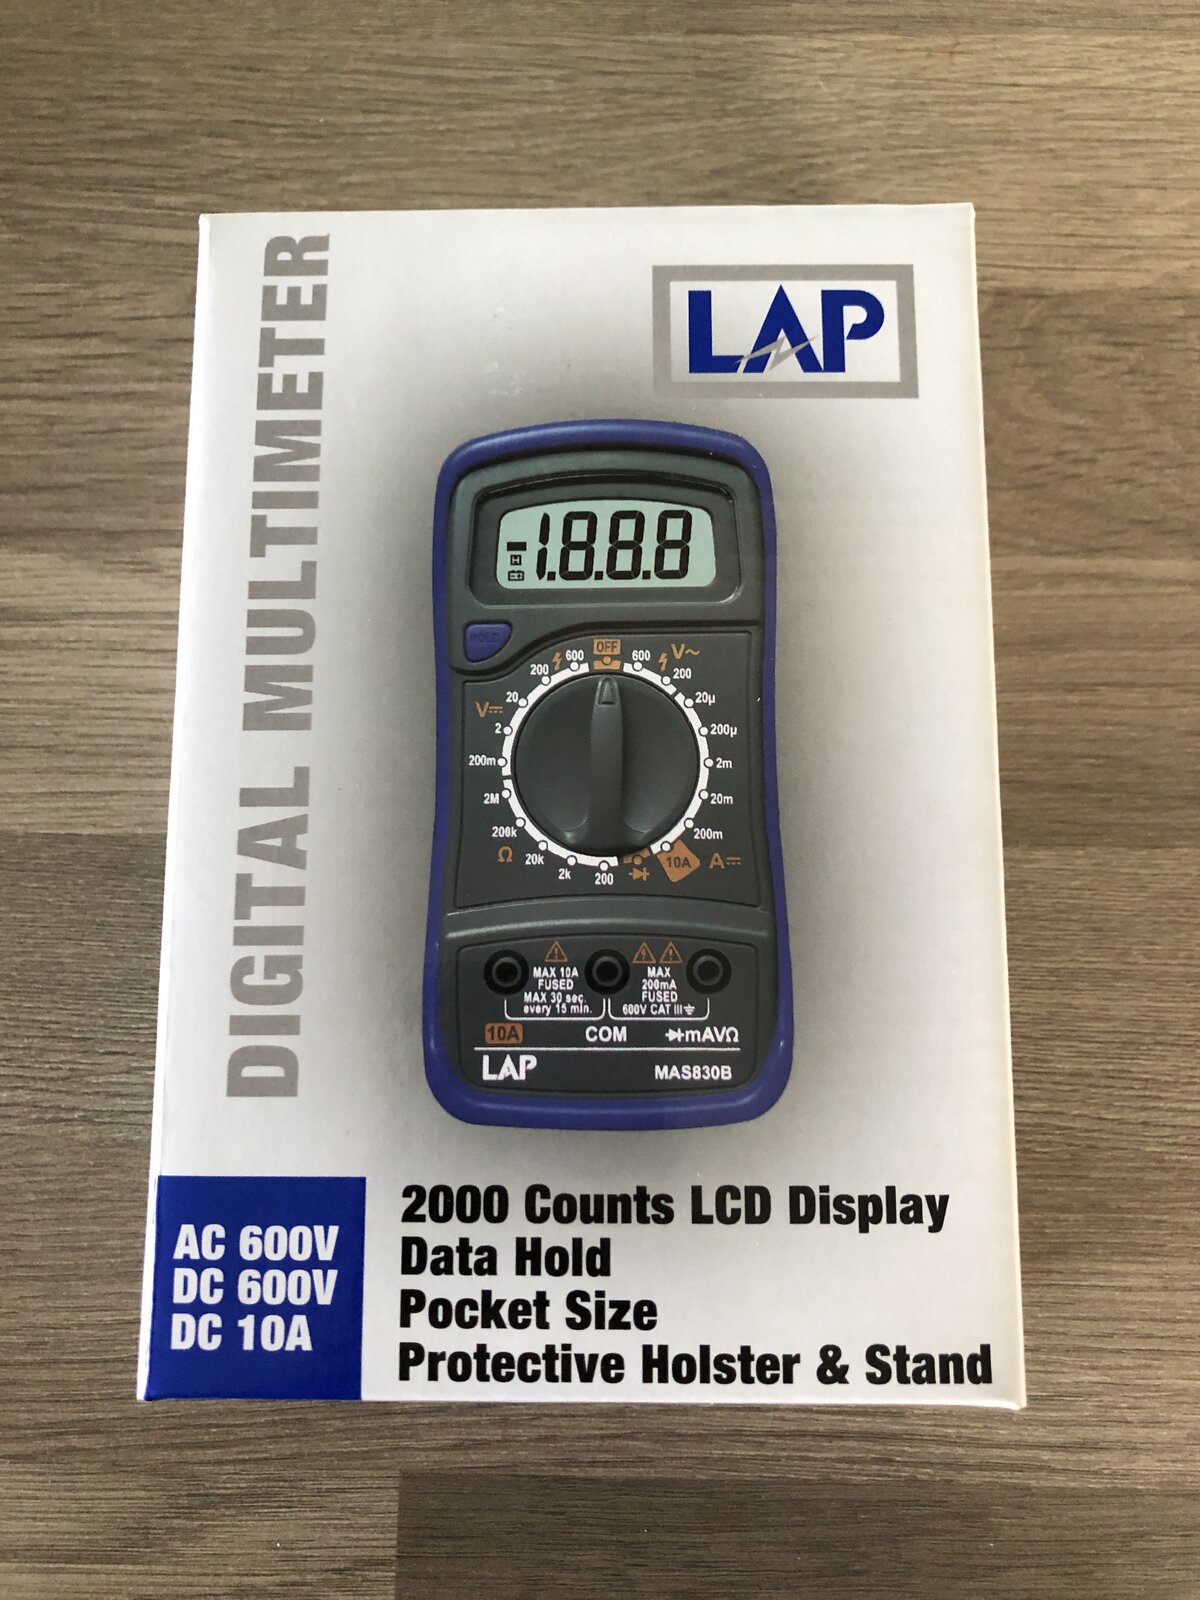 DIGITAL MULTIMETER
LAP
1.8.8.8
H
HOLD
OFF
600
600
V~
200
200
20
20µ
V
2
200µ
200m
2m
2M
20m
200k
200m
Ω
20k
2k
200
10A
A
MAX 10A
FUSED
MAX 30 sec.
every 15 min.
MAX
200mA
FUSED
600V CAT III
10A
COM
mAVΩ
LAP
MAS830B
AC 600V
DC 600V
DC 10A
2000 Counts LCD Display
Data Hold
Pocket Size
Protective Holster & Stand